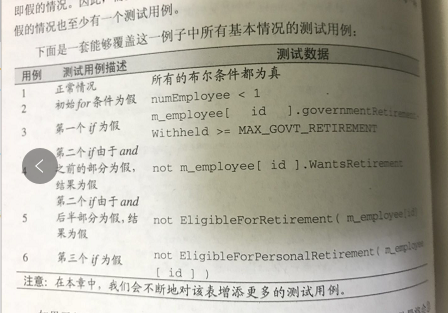 即假的情况。因此，
假的情况也至少有一个测试用例。
下面是一套能够覆盖这一例子中所有基本情况的测试用例：
用例 测试用例描述 测试数据
1 正常情况 所有的布尔条件都为真
2 初始for条件为假 numEmployee < 1
3 第一个if为假 m_employee[ id ].governmentRetirement
Withheld >= MAX_GOVT_RETIREMENT
第二个if由于and
4 之前的部分为假， not m_employee[ id ].WantsRetirement
结果为假
第二个if由于and
5 后半部分为假，结 not EligibleForRetirement( m_employee[id]
果为假
6 第三个if为假 not EligibleForPersonalRetirement( m_employee
[ id ] )
注意：在本章中，我们会不断地对该表增添更多的测试用例。